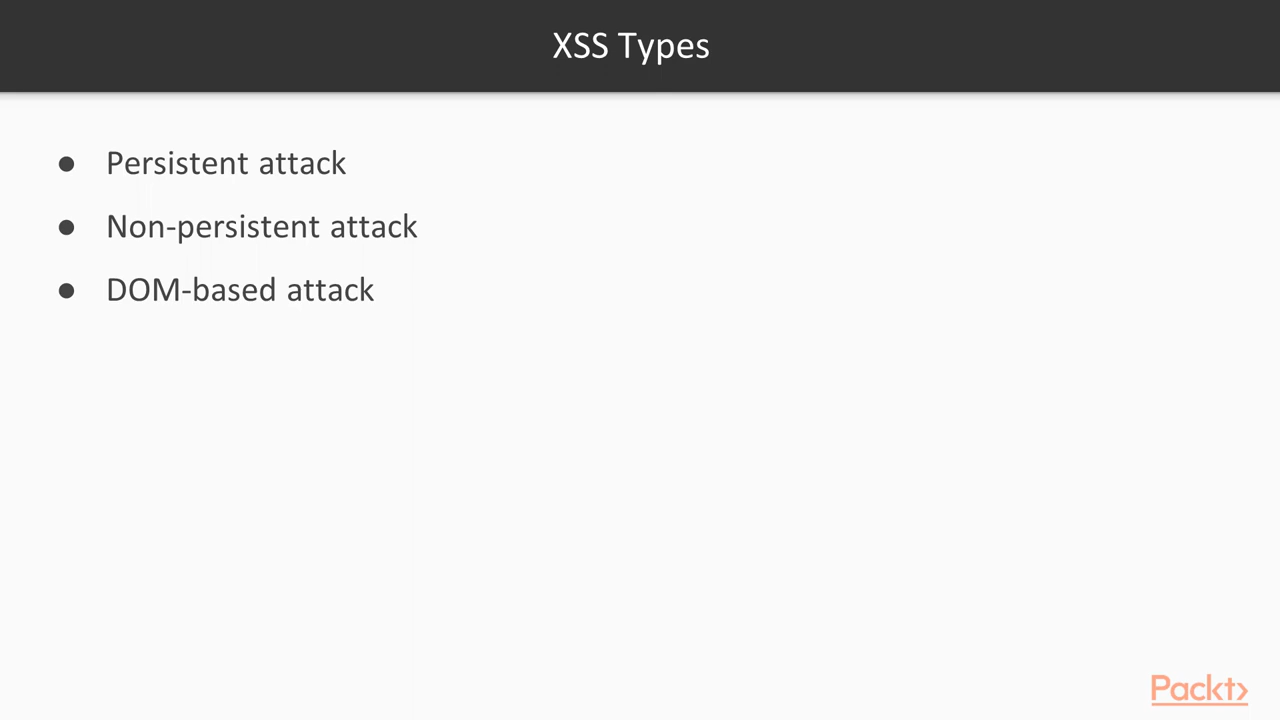 XSS Types
● Persistent attack
● Non-persistent attack
● DOM-based attack
Packt>